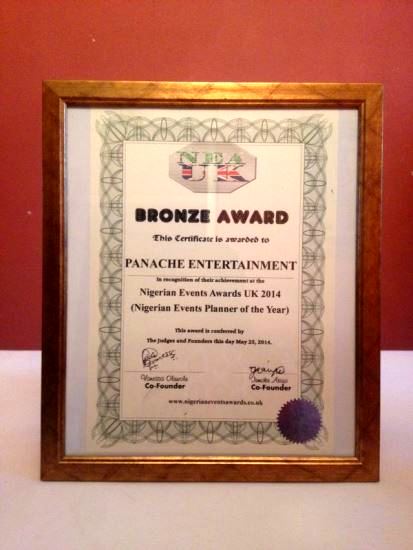 NEA
UK
BRONZE AWARD
This Certificate is awarded to
PANACHE ENTERTAINMENT
In recognition of their achievement at the
Nigerian Events Awards UK 2014
(Nigerian Events Planner of the Year)
This award is conferred by
The Judges and Founders this day May 25, 2014.
Co-Founder
Co-Founder
www.nigerianeventsawards.co.uk